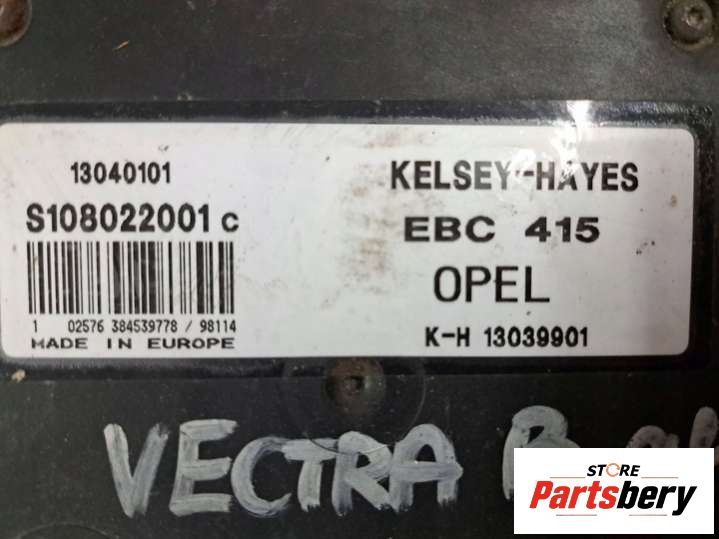 13040101
S108022001 c
1 02576 384539778 / 98114
MADE IN EUROPE
KELSEY-HAYES
EBC 415
OPEL
K-H 13039901
VECTRA B
STORE
Partsbery